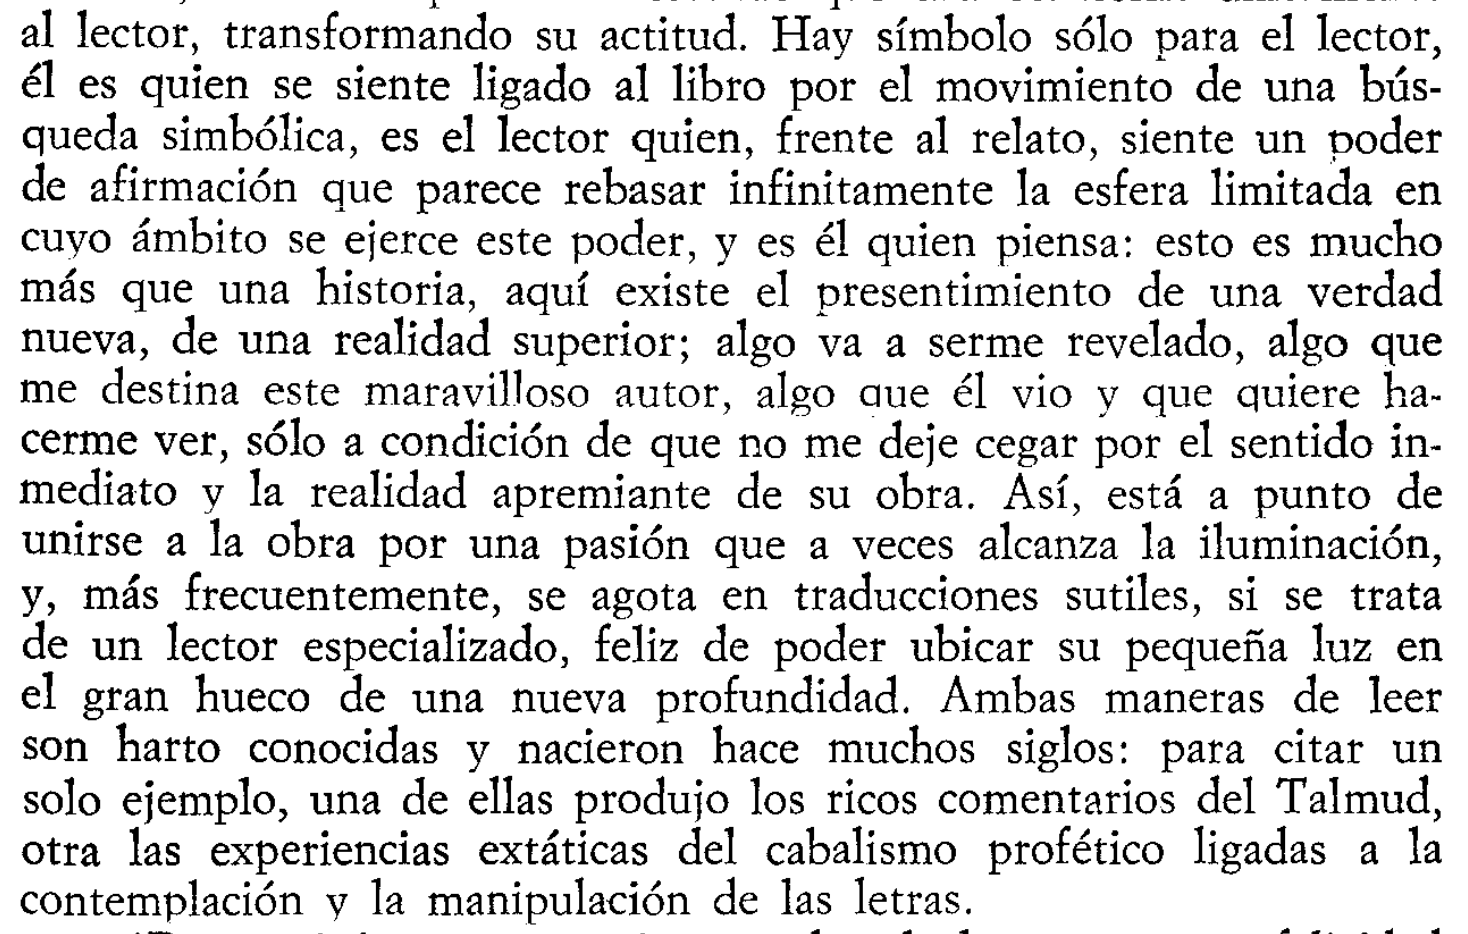 al lector, transformando su actitud. Hay símbolo sólo para el lector,
él es quien se siente ligado al libro por el movimiento de una bús-
queda simbólica, es el lector quien, frente al relato, siente un poder
de afirmación que parece rebasar infinitamente la esfera limitada en
cuyo ámbito se ejerce este poder, y es él quien piensa: esto es mucho
más que una historia, aquí existe el presentimiento de una verdad
nueva, de una realidad superior; algo va a serme revelado, algo que
me destina este maravilloso autor, algo que él vio y que quiere ha-
cerme ver, sólo a condición de que no me deje cegar por el sentido in-
mediato y la realidad apremiante de su obra. Así, está a punto de
unirse a la obra por una pasión que a veces alcanza la iluminación,
y, más frecuentemente, se agota en traducciones sutiles, si se trata
de un lector especializado, feliz de poder ubicar su pequeña luz en
el gran hueco de una nueva profundidad. Ambas maneras de leer
son harto conocidas y nacieron hace muchos siglos: para citar un
solo ejemplo, una de ellas produjo los ricos comentarios del Talmud,
otra las experiencias extáticas del cabalismo profético ligadas a la
contemplación y la manipulación de las letras.